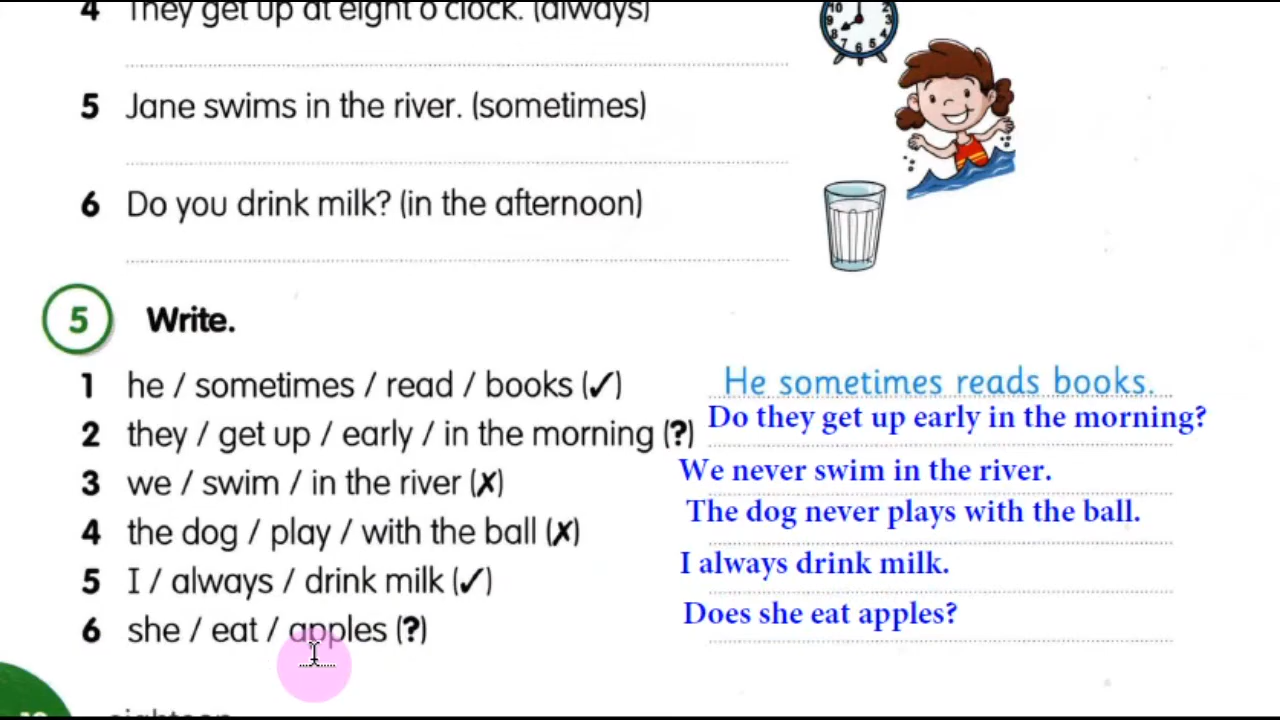 4 They get up at eight o'clock. (always)
5 Jane swims in the river. (sometimes)
6 Do you drink milk? (in the afternoon)
5 Write.
1 he / sometimes / read / books (✓) He sometimes reads books.
2 they / get up / early / in the morning (?) Do they get up early in the morning?
3 we / swim / in the river (✗) We never swim in the river.
4 the dog / play / with the ball (✗) The dog never plays with the ball.
5 I / always / drink milk (✓) I always drink milk.
6 she / eat / apples (?) Does she eat apples?
eighteen